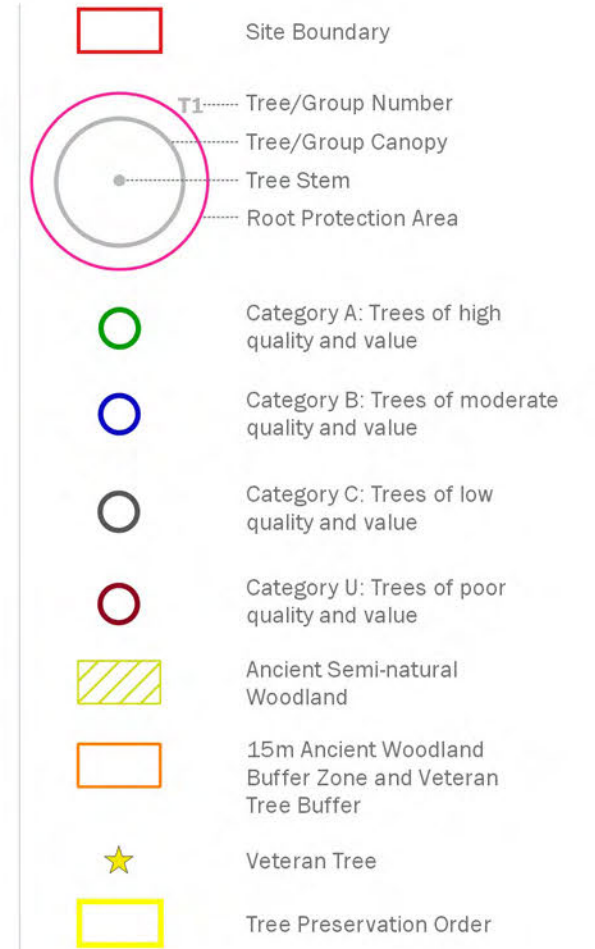 Site Boundary
T1
Tree/Group Number
Tree/Group Canopy
Tree Stem
Root Protection Area
Category A: Trees of high
quality and value
Category B: Trees of moderate
quality and value
Category C: Trees of low
quality and value
Category U: Trees of poor
quality and value
Ancient Semi-natural
Woodland
15m Ancient Woodland
Buffer Zone and Veteran
Tree Buffer
Veteran Tree
Tree Preservation Order